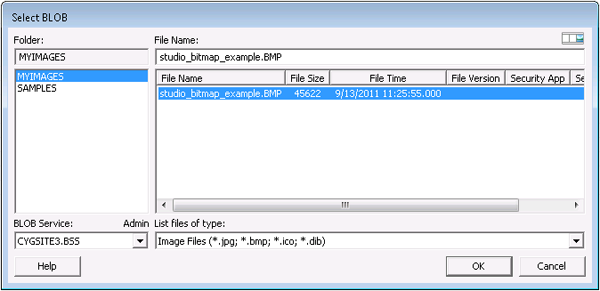 Select BLOB
Folder:
File Name:
MYIMAGES
studio_bitmap_example.BMP
MYIMAGES
SAMPLES
File Name File Size File Time File Version Security App Se
studio_bitmap_example.BMP 45622 9/13/2011 11:25:55.000
BLOB Service: Admin
List files of type:
CYGSITE3.BSS
Image Files (*.jpg; *.bmp; *.ico; *.dib)
Help
OK
Cancel